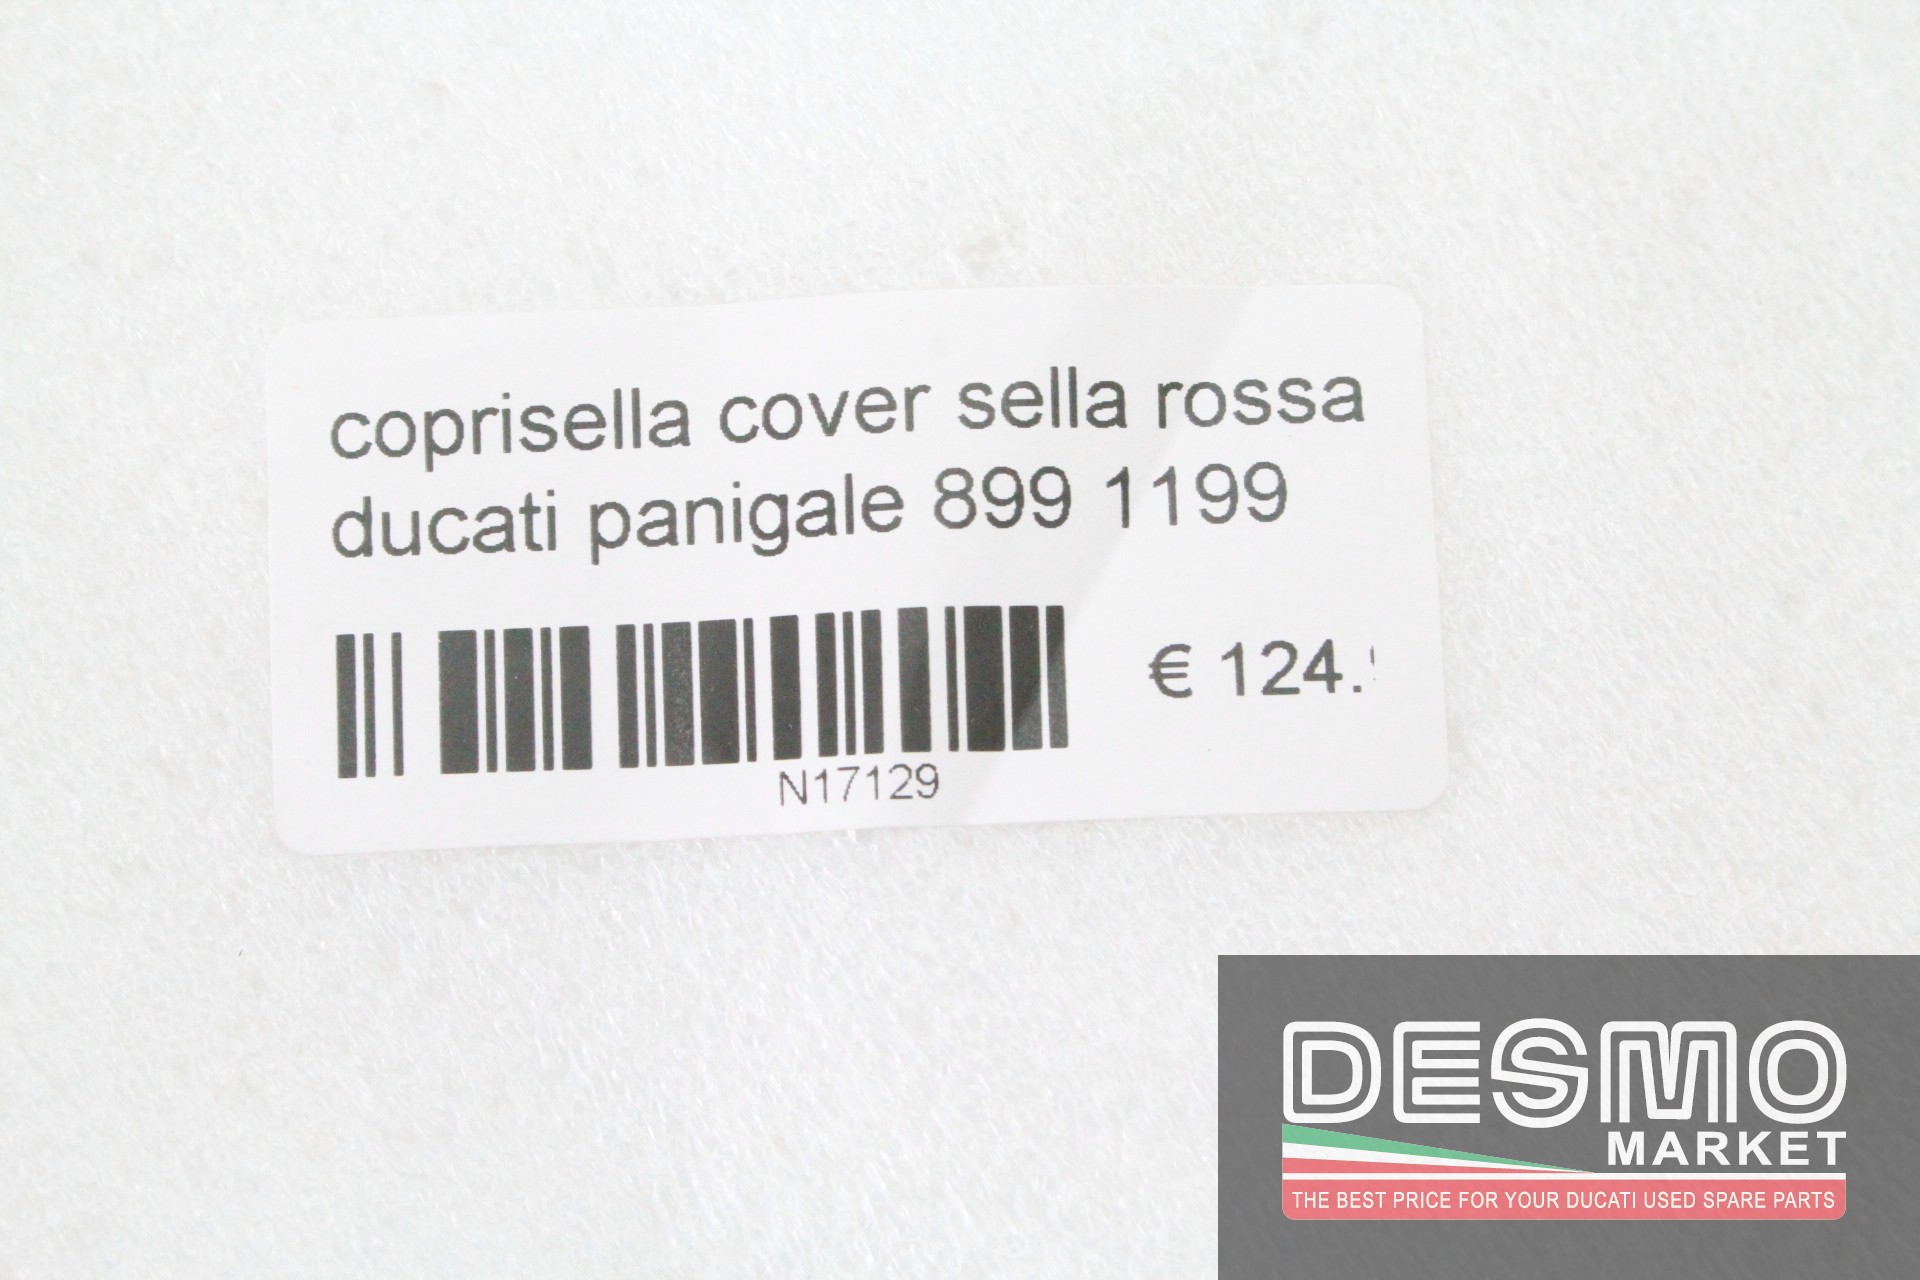 coprisella cover sella rossa
ducati panigale 899 1199
€ 124.
N17129
DESMO
MARKET
THE BEST PRICE FOR YOUR DUCATI USED SPARE PARTS